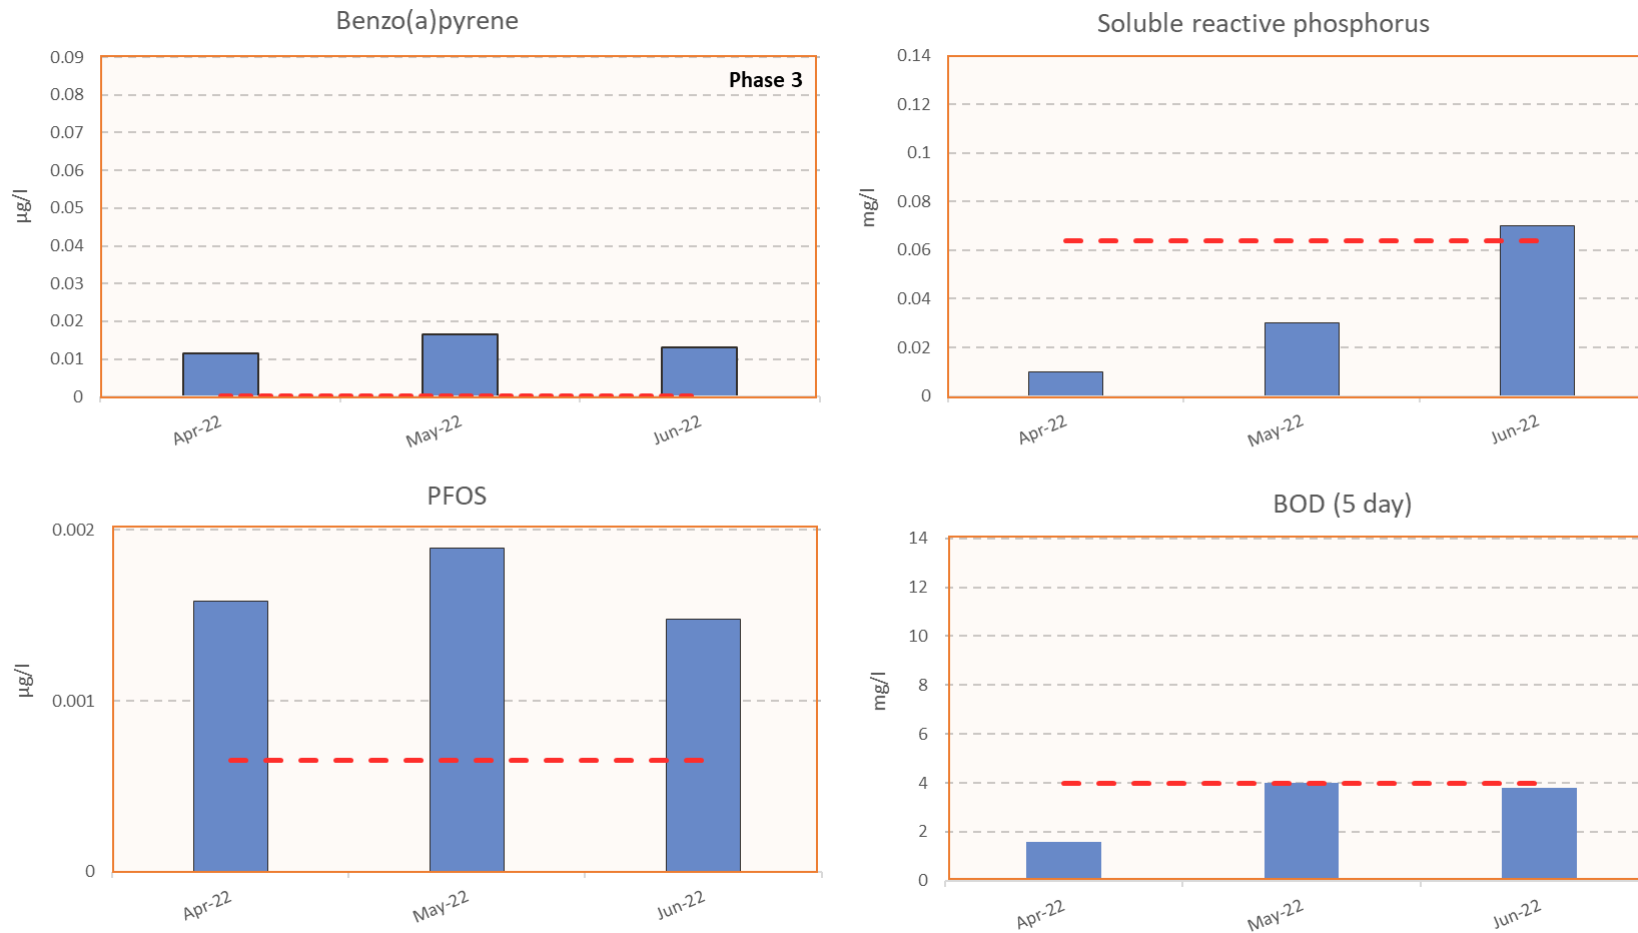 Benzo(a)pyrene
0.09
0.08
0.07
0.06
0.05
0.04
0.03
0.02
0.01
0
µg/l
Phase 3
Apr-22
May-22
Jun-22
Soluble reactive phosphorus
0.14
0.12
0.1
0.08
0.06
0.04
0.02
0
mg/l
Apr-22
May-22
Jun-22
PFOS
0.002
0.001
0
µg/l
Apr-22
May-22
Jun-22
BOD (5 day)
14
12
10
8
6
4
2
0
mg/l
Apr-22
May-22
Jun-22